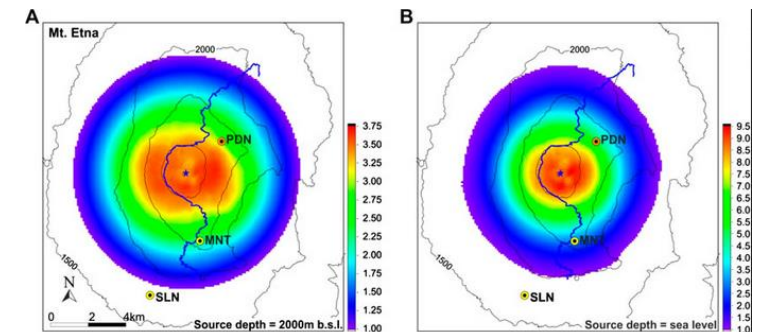 A
Mt. Etna
2000
PDN
MNT
1500
N
SLN
0 2 4km
Source depth = 2000m b.s.l.
3.75
3.50
3.25
3.00
2.75
2.50
2.25
2.00
1.75
1.50
1.25
1.00
B
2000
PDN
MNT
1500
SLN
Source depth = sea level
9.5
9.0
8.5
8.0
7.5
7.0
6.5
6.0
5.5
5.0
4.5
4.0
3.5
3.0
2.5
2.0
1.5
1.0